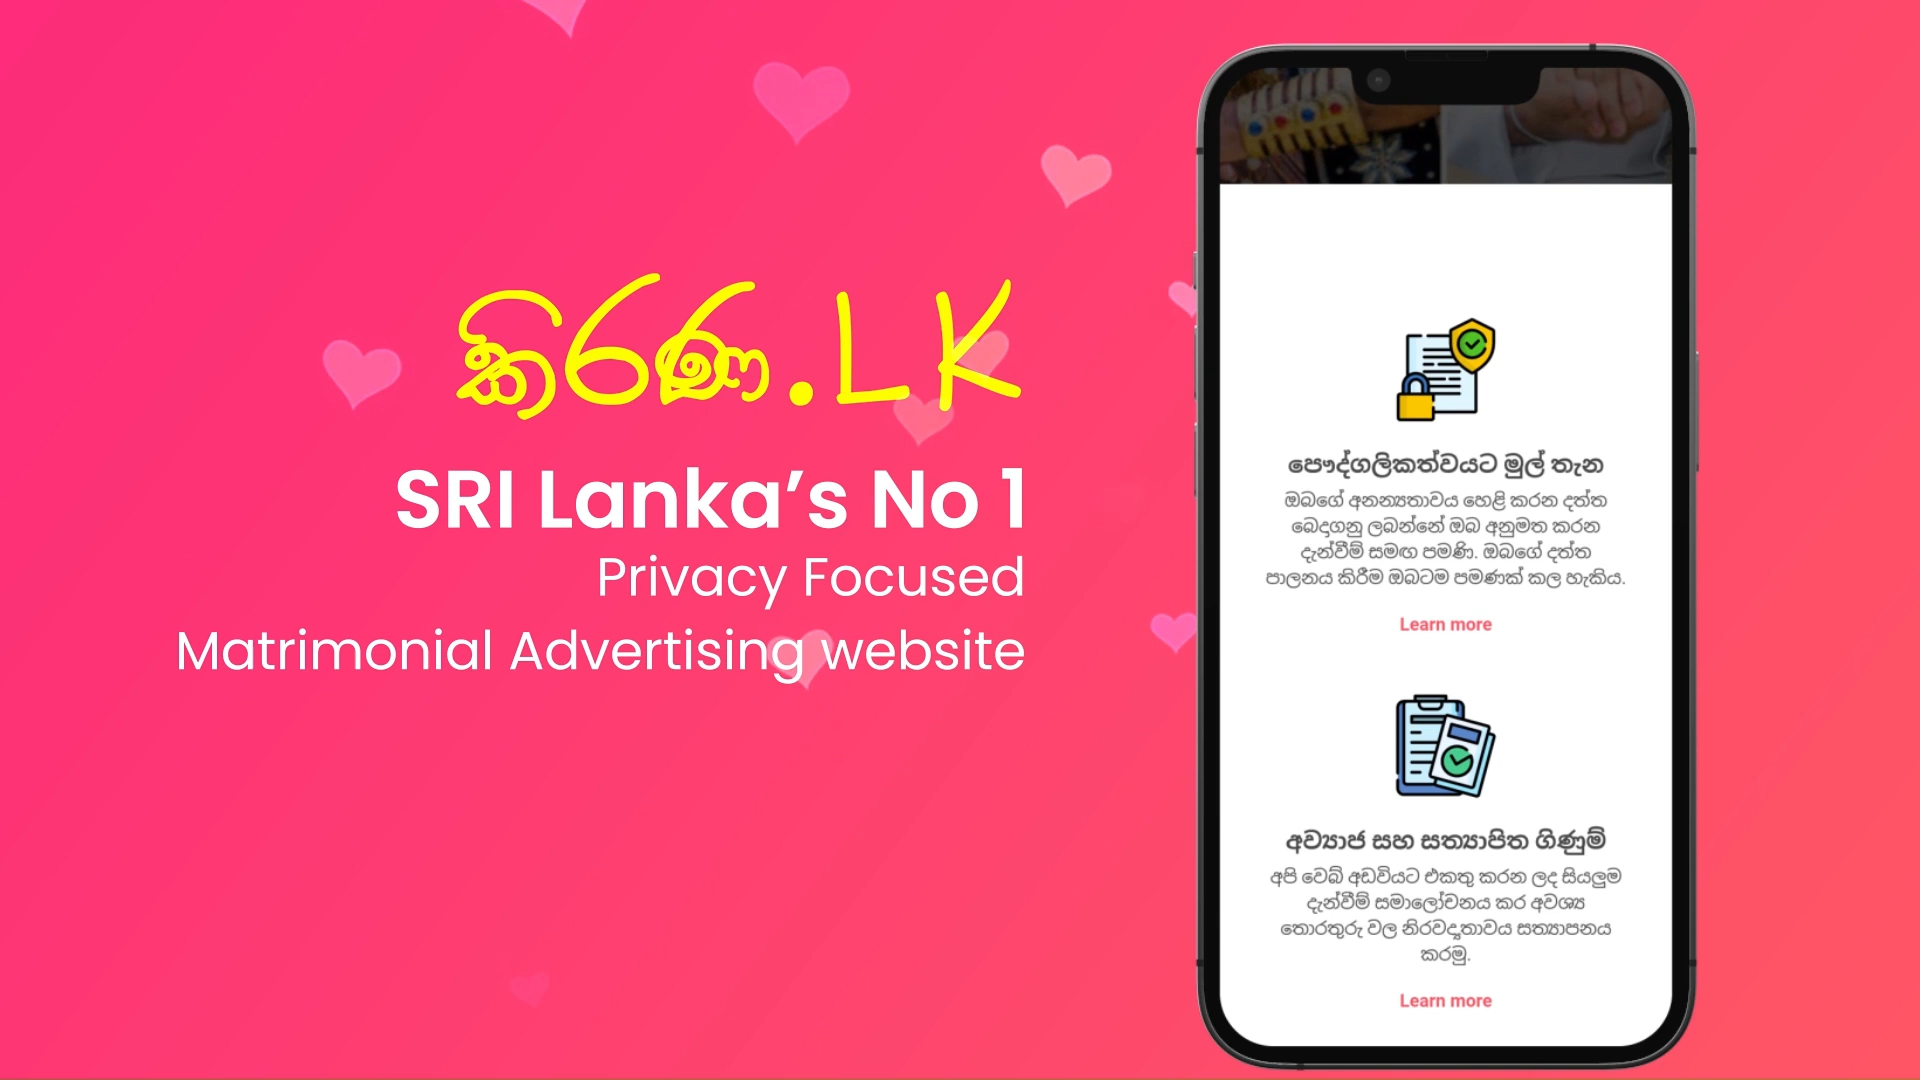 කිරණ.LK
SRI Lanka’s No 1
Privacy Focused
Matrimonial Advertising website
පෞද්ගලිකත්වයට මුල් තැන
ඔබගේ අනන්‍යතාවය හෙළි කරන දත්ත
බෙදාගනු ලබන්නේ ඔබ අනුමත කරන
දැන්වීම් සමඟ පමණි. ඔබගේ දත්ත
පාලනය කිරීම ඔබටම පමණක් කල හැකිය.
Learn more
අව්‍යාජ සහ සත්‍යාපිත ගිණුම්
අපි වෙබ් අඩවියට එකතු කරන ලද සියලුම
දැන්වීම් සමාලෝචනය කර අවශ්‍ය
තොරතුරු වල නිරවද්‍යතාවය සත්‍යාපනය
කරමු.
Learn more